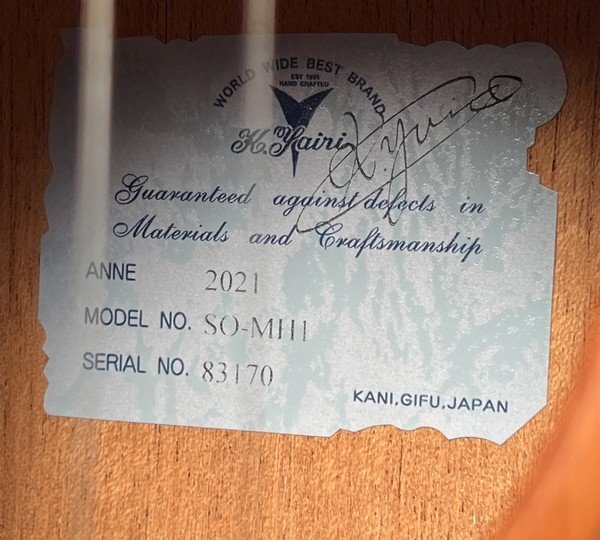 WORLD WIDE BEST BRAND
EST 1935
HAND CRAFTED
K.Yairi
K.Yairi
Guaranteed against defects in
Materials and Craftsmanship
ANNE 2021
MODEL NO. SO-MH1
SERIAL NO. 83170
KANI,GIFU,JAPAN